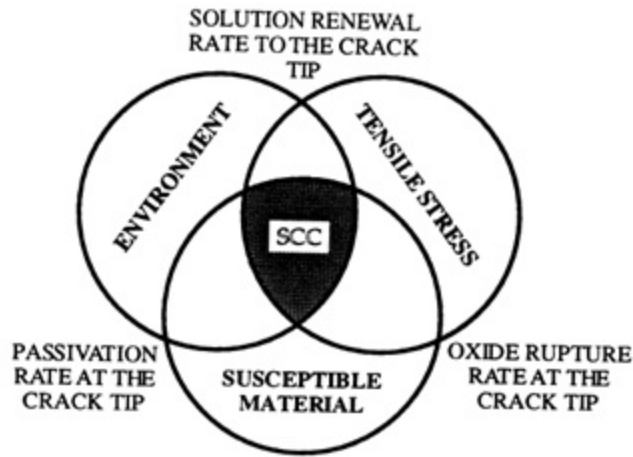 SOLUTION RENEWAL
RATE TO THE CRACK
TIP
ENVIRONMENT
TENSILE STRESS
SCC
PASSIVATION
RATE AT THE
CRACK TIP
SUSCEPTIBLE
MATERIAL
OXIDE RUPTURE
RATE AT THE
CRACK TIP